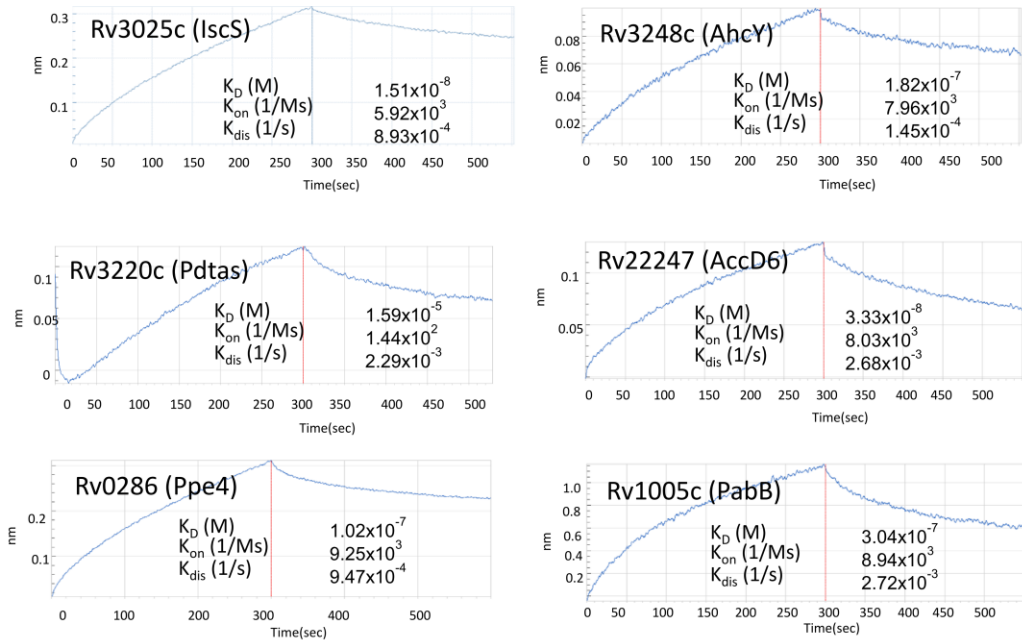 Rv3025c (IscS)
K_D (M) 1.51x10^-8
K_on (1/Ms) 5.92x10^3
K_dis (1/s) 8.93x10^-4
0.3
0.2
0.1
nm
0 50 100 150 200 250 300 350 400 450 500
Time(sec)
Rv3248c (AhcY)
K_D (M) 1.82x10^-7
K_on (1/Ms) 7.96x10^3
K_dis (1/s) 1.45x10^-4
0.08
0.06
0.04
0.02
nm
0 50 100 150 200 250 300 350 400 450 500
Time(sec)
Rv3220c (Pdtas)
K_D (M) 1.59x10^-5
K_on (1/Ms) 1.44x10^2
K_dis (1/s) 2.29x10^-3
0.1
0.05
0
nm
0 50 100 150 200 250 300 350 400 450 500
Time(sec)
Rv22247 (AccD6)
K_D (M) 3.33x10^-8
K_on (1/Ms) 8.03x10^3
K_dis (1/s) 2.68x10^-3
0.1
0.05
nm
0 50 100 150 200 250 300 350 400 450 500
Time(sec)
Rv0286 (Ppe4)
K_D (M) 1.02x10^-7
K_on (1/Ms) 9.25x10^3
K_dis (1/s) 9.47x10^-4
0.2
0.1
nm
0 100 200 300 400 500
Time(sec)
Rv1005c (PabB)
K_D (M) 3.04x10^-7
K_on (1/Ms) 8.94x10^3
K_dis (1/s) 2.72x10^-3
1.0
0.8
0.6
0.4
0.2
nm
0 50 100 150 200 250 300 350 400 450 500
Time(sec)